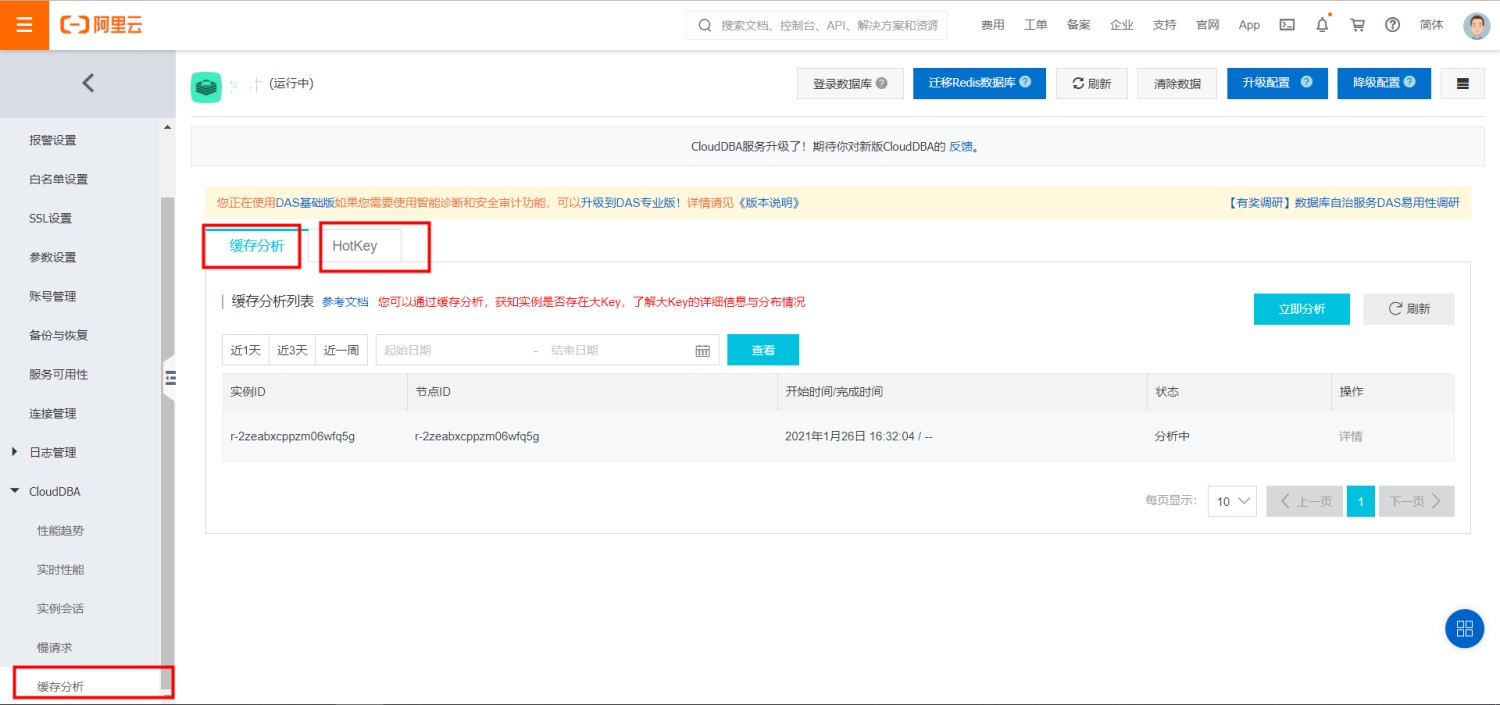 阿里云
搜索文档、控制台、API、解决方案和资源
费用 工单 备案 企业 支持 官网 App 简体
(运行中)
登录数据库 迁移Redis数据库 刷新 清除数据 升级配置 降级配置
报警设置
白名单设置
SSL设置
参数设置
账号管理
备份与恢复
服务可用性
连接管理
日志管理
CloudDBA
性能趋势
实时性能
实例会话
慢请求
缓存分析
CloudDBA服务升级了！期待你对新版CloudDBA的 反馈。
您正在使用DAS基础版如果您需要使用智能诊断和安全审计功能，可以升级到DAS专业版！详情请见《版本说明》
【有奖调研】数据库自治服务DAS易用性调研
缓存分析 HotKey
缓存分析列表 参考文档 您可以通过缓存分析，获知实例是否存在大Key，了解大Key的详细信息与分布情况
立即分析 刷新
近1天 近3天 近一周 起始日期 - 结束日期 查看
实例ID 节点ID 开始时间/完成时间 状态 操作
r-2zeabxcppzm06wfq5g r-2zeabxcppzm06wfq5g 2021年1月26日 16:32:04 / -- 分析中 详情
每页显示: 10 上一页 1 下一页